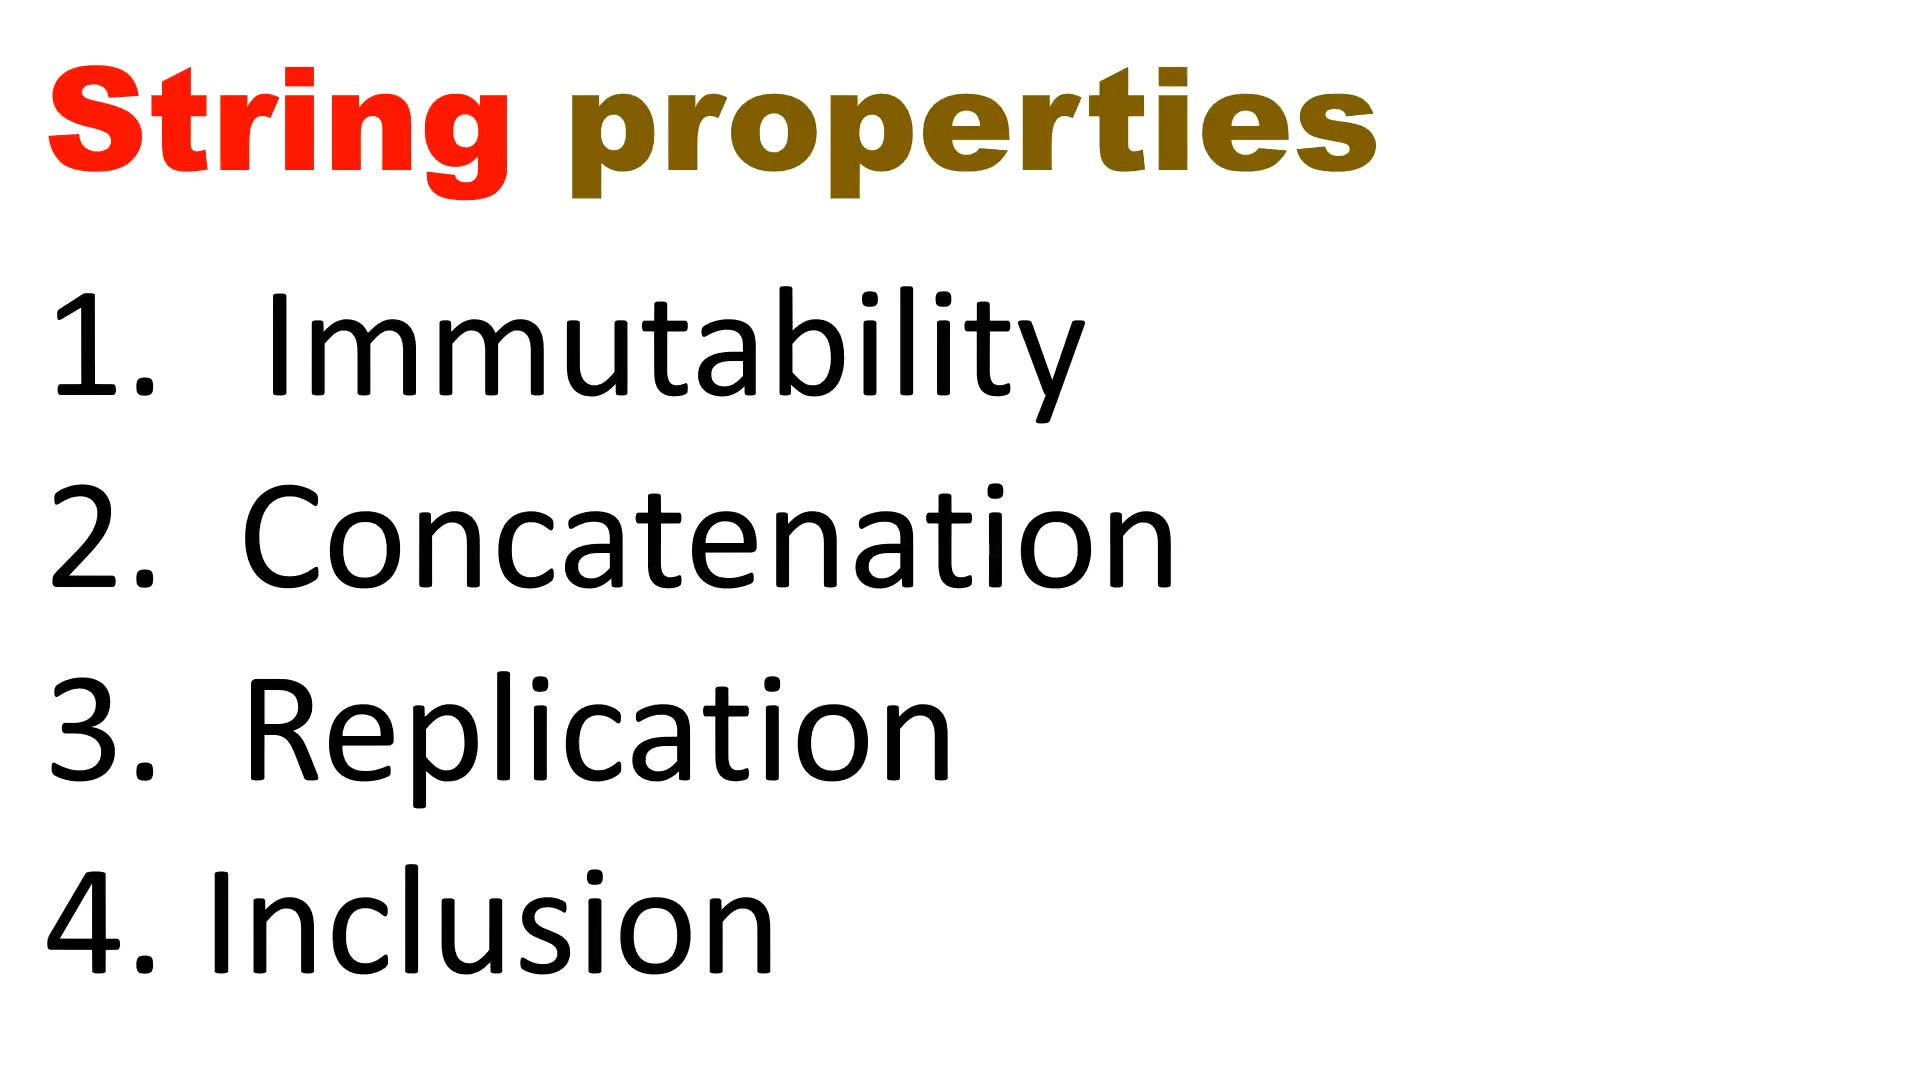 String properties
1. Immutability
2. Concatenation
3. Replication
4. Inclusion